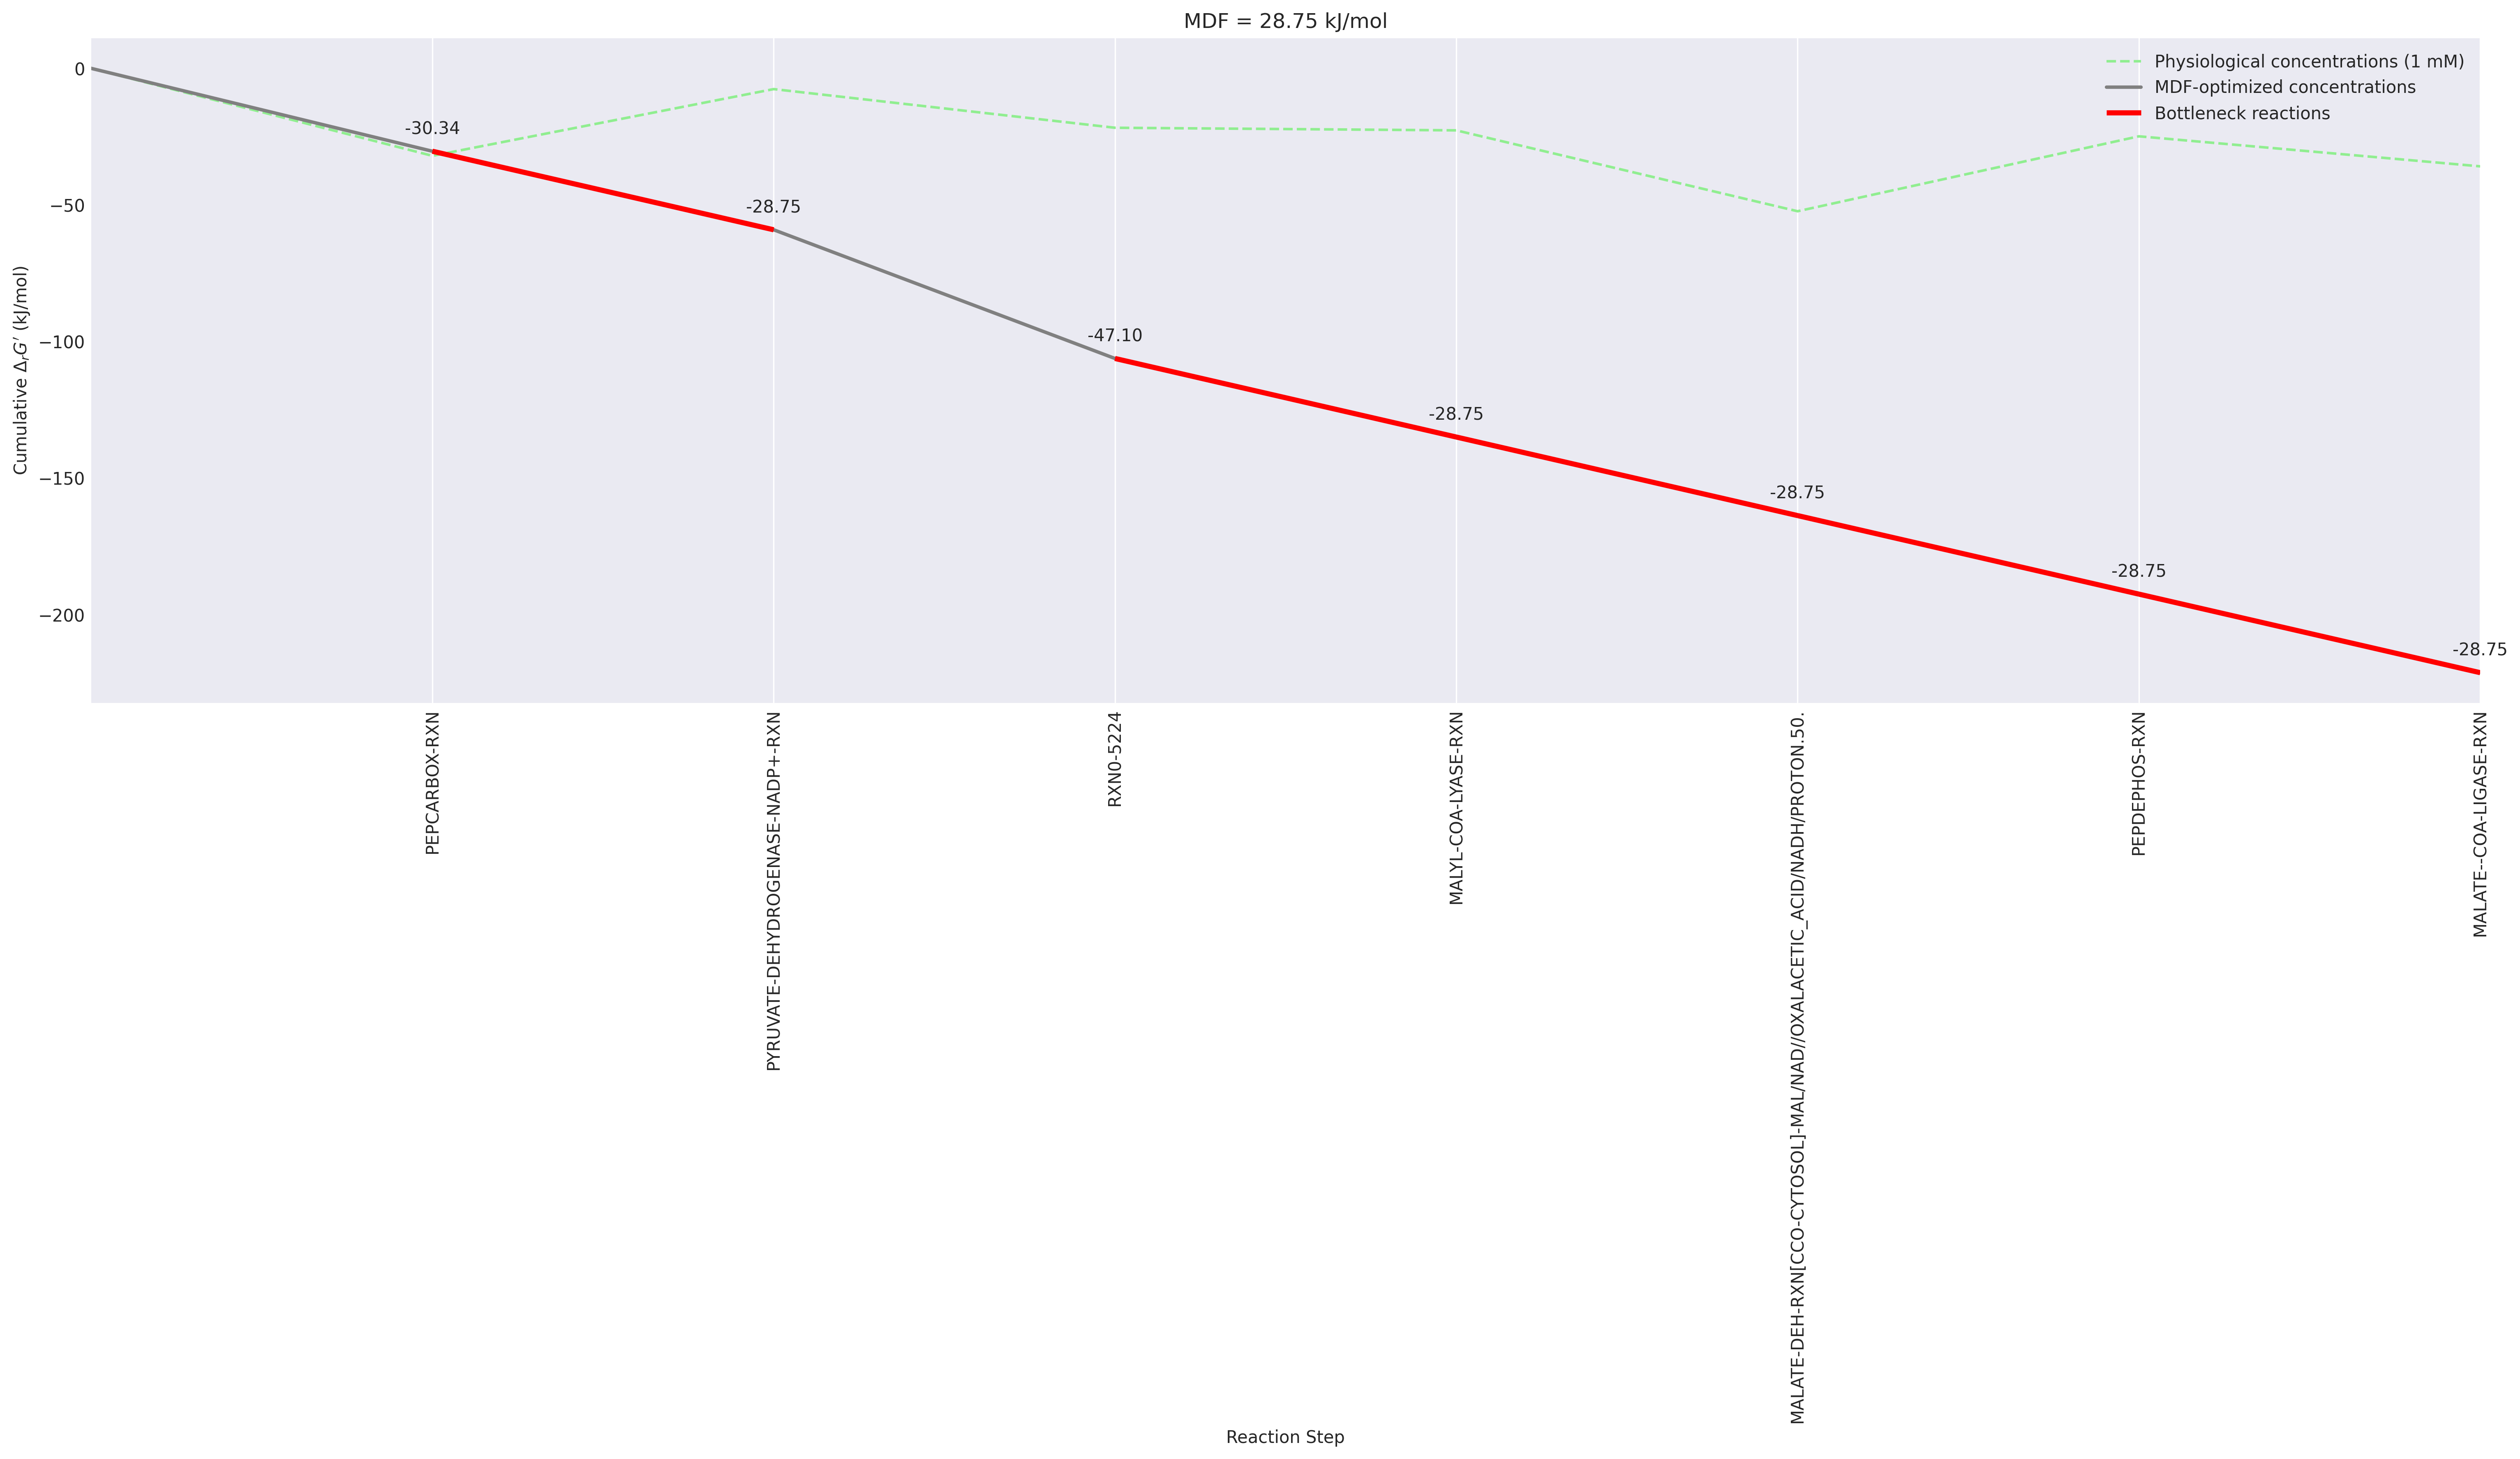 MDF = 28.75 kJ/mol
Physiological concentrations (1 mM)
MDF-optimized concentrations
Bottleneck reactions
Cumulative ΔrG′ (kJ/mol)
0
−50
−100
−150
−200
-30.34
-28.75
-47.10
-28.75
-28.75
-28.75
-28.75
PEPCARBOX-RXN
PYRUVATE-DEHYDROGENASE-NADP+-RXN
RXN0-5224
MALYL-COA-LYASE-RXN
MALATE-DEH-RXN[CCO-CYTOSOL]-MAL/NAD//OXALACETIC_ACID/NADH/PROTON.50.
PEPDEPHOS-RXN
MALATE--COA-LIGASE-RXN
Reaction Step